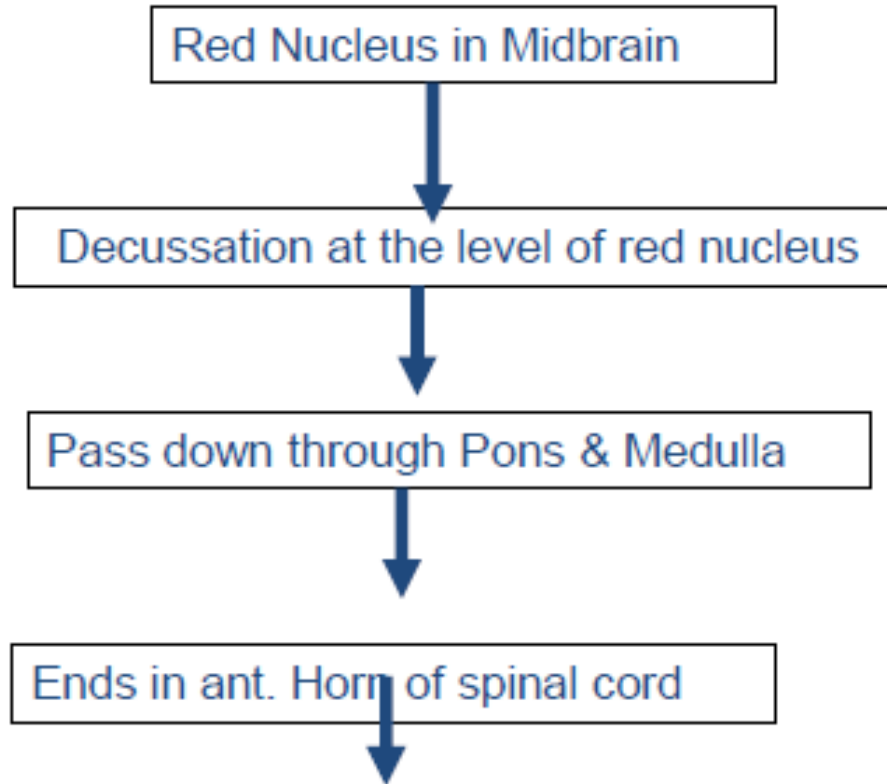 Red Nucleus in Midbrain
Decussation at the level of red nucleus
Pass down through Pons & Medulla
Ends in ant. Horn of spinal cord